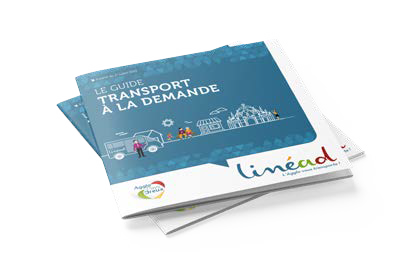 LE GUIDE
TRANSPORT
À LA DEMANDE
linéad
L'Agglo vous transporte !
Agglo
Dreux